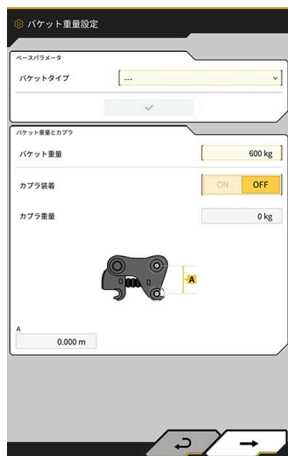 バケット重量設定
ベースパラメータ
バケットタイプ
---
バケット重量とカプラ
バケット重量
600 kg
カプラ装着
ON OFF
カプラ重量
0 kg
A
A
0.000 m